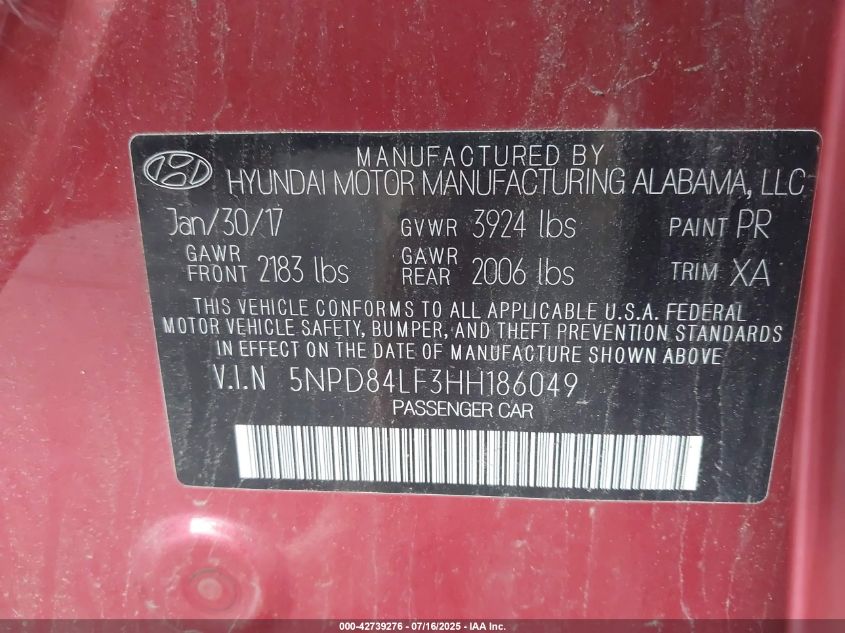 MANUFACTURED BY
HYUNDAI MOTOR MANUFACTURING ALABAMA, LLC
Jan/30/17 GVWR 3924 lbs PAINT PR
GAWR FRONT 2183 lbs GAWR REAR 2006 lbs TRIM XA
THIS VEHICLE CONFORMS TO ALL APPLICABLE U.S.A. FEDERAL
MOTOR VEHICLE SAFETY, BUMPER, AND THEFT PREVENTION STANDARDS
IN EFFECT ON THE DATE OF MANUFACTURE SHOWN ABOVE
V.I.N 5NPD84LF3HH186049
PASSENGER CAR
000-42739276 - 07/16/2025 - IAA Inc.